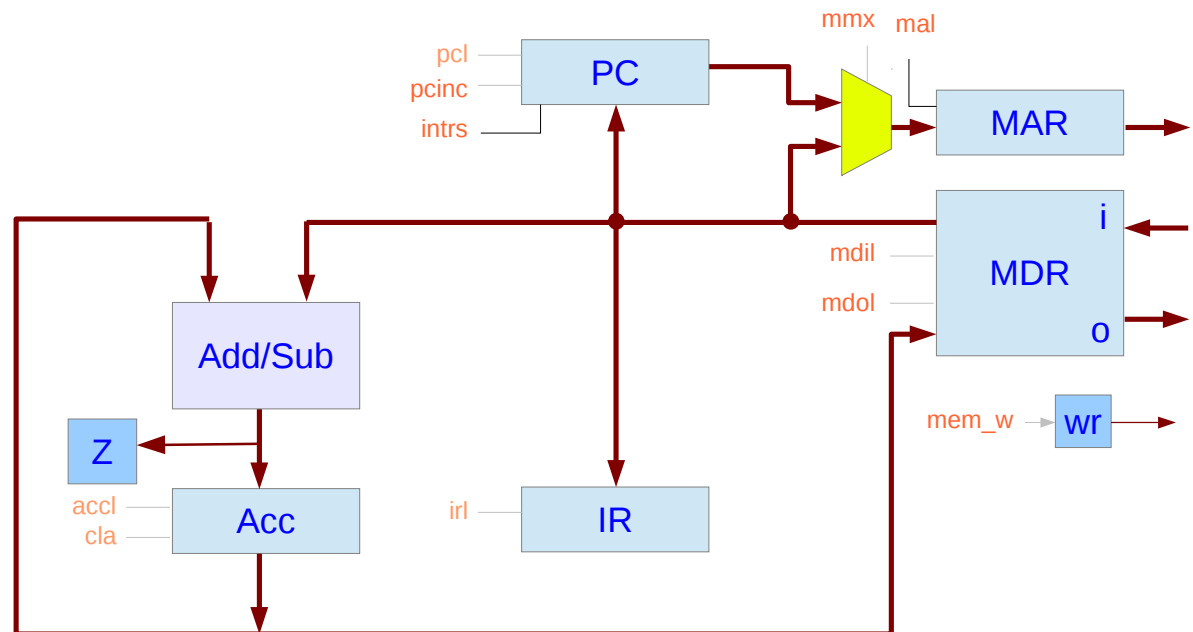 mmx
mal
pcl
PC
pcinc
intrs
MAR
i
mdil
MDR
mdol
o
Add/Sub
mem_w
wr
Z
accl
Acc
cla
irl
IR